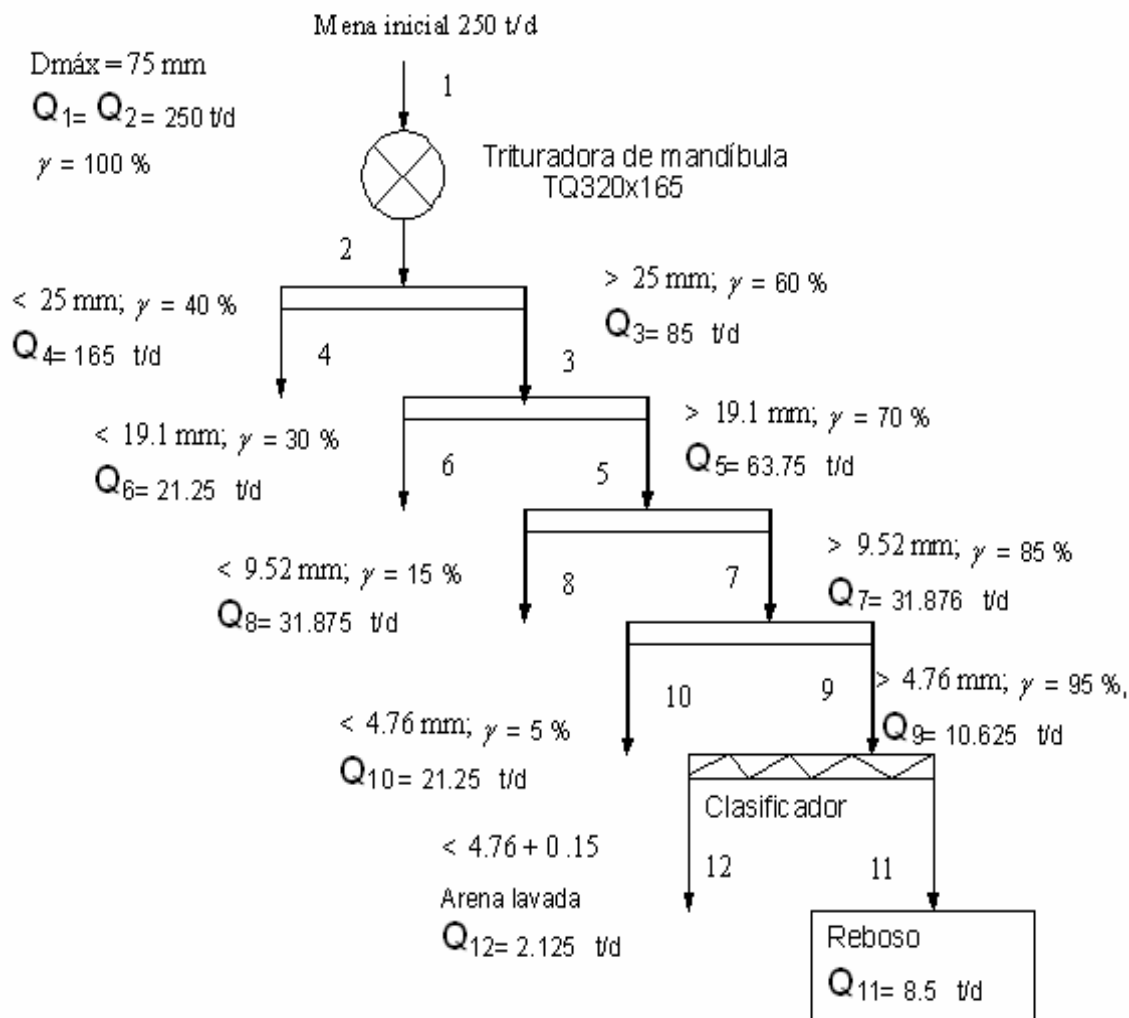 Mena inicial 250 t/d
Dmáx = 75 mm
Q1= Q2= 250 t/d
γ = 100 %
1
Trituradora de mandíbula
TQ320x165
2
< 25 mm; γ = 40 %
Q4= 165 t/d
> 25 mm; γ = 60 %
Q3= 85 t/d
4
3
< 19.1 mm; γ = 30 %
Q6= 21.25 t/d
> 19.1 mm; γ = 70 %
Q5= 63.75 t/d
6
5
< 9.52 mm; γ = 15 %
Q8= 31.875 t/d
> 9.52 mm; γ = 85 %
Q7= 31.876 t/d
8
7
< 4.76 mm; γ = 5 %
Q10= 21.25 t/d
> 4.76 mm; γ = 95 %,
Q9= 10.625 t/d
10
9
Clasificador
< 4.76 + 0.15
Arena lavada
Q12= 2.125 t/d
12
11
Reboso
Q11= 8.5 t/d